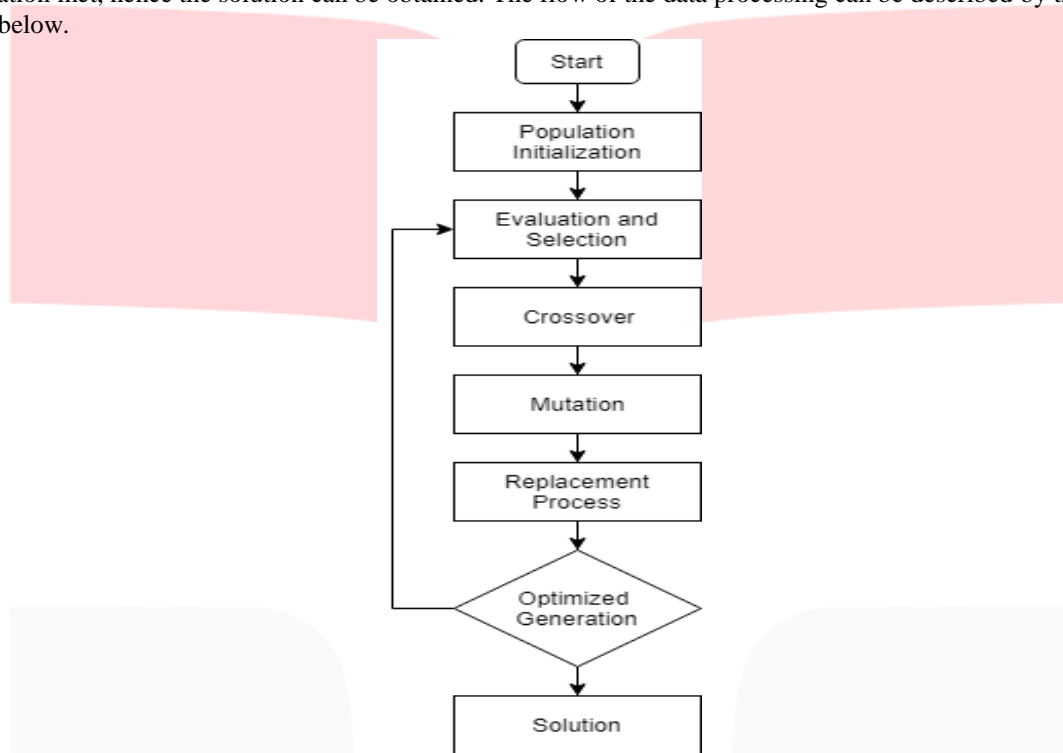 ation met, hence the solution can be obtained. The flow of the data processing can be described by
below.
Start
Population
Initialization
Evaluation and
Selection
Crossover
Mutation
Replacement
Process
Optimized
Generation
Solution